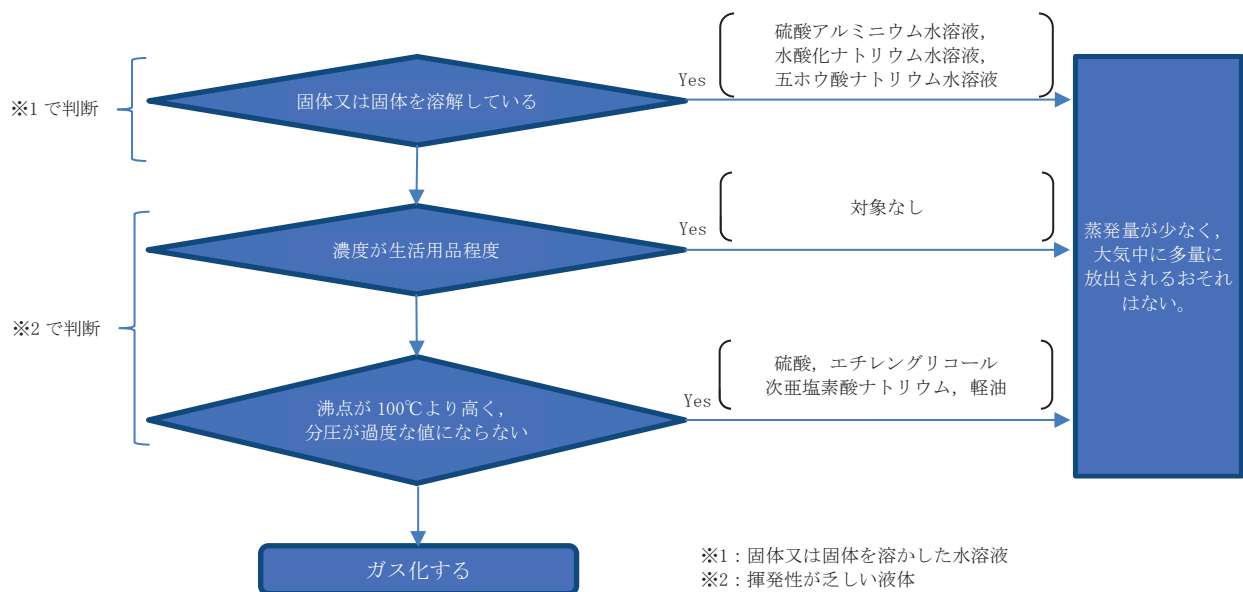 硫酸アルミニウム水溶液，
水酸化ナトリウム水溶液，
五ホウ酸ナトリウム水溶液
Yes
※1 で判断
固体又は固体を溶解している
対象なし
Yes
濃度が生活用品程度
蒸発量が少なく，
大気中に多量に
放出されるおそれ
はない。
※2 で判断
硫酸，エチレングリコール
次亜塩素酸ナトリウム，軽油
Yes
沸点が 100℃より高く，
分圧が過度な値にならない
ガス化する
※1：固体又は固体を溶かした水溶液
※2：揮発性が乏しい液体